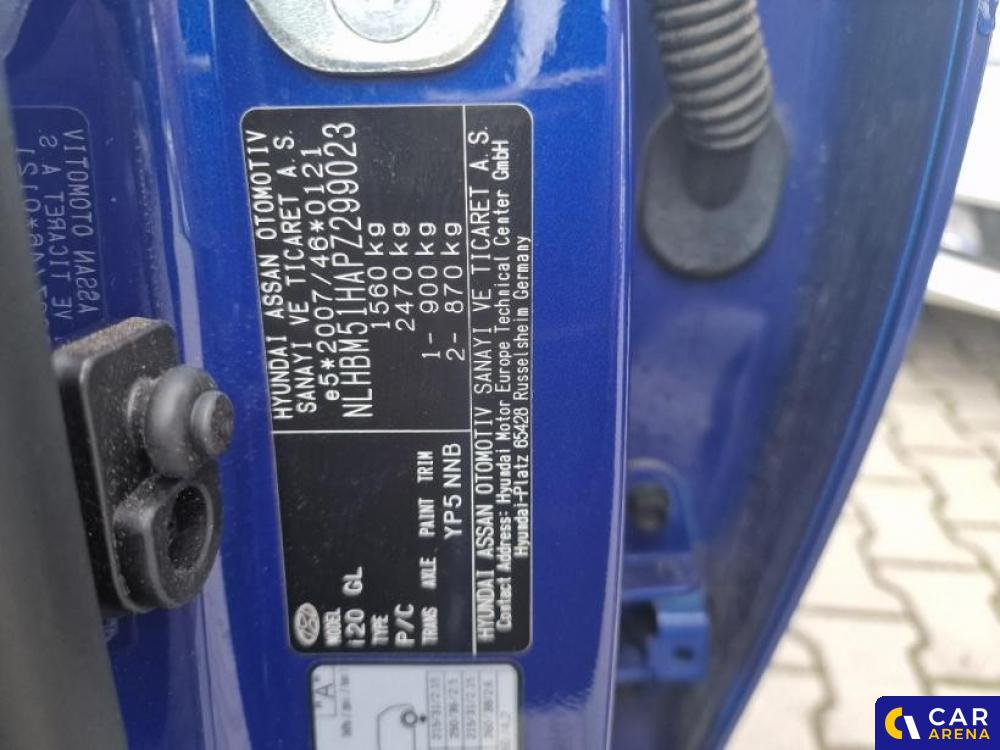 HYUNDAI ASSAN OTOMOTIV
SANAYI VE TICARET A. S.
e5*2007/46*0121
NLHBM51HAPZ299023
1560 kg
2470 kg
1- 900 kg
2- 870 kg
MODEL
i20 GL
TYPE
P/C
TRANS AXLE PAINT TRIM
YP5 NNB
HYUNDAI ASSAN OTOMOTIV SANAYI VE TICARET A. S.
Contact Address: Hyundai Motor Europe Technical Center GmbH
Hyundai-Platz 65428 Russelsheim Germany
"A"
CAR
ARENA